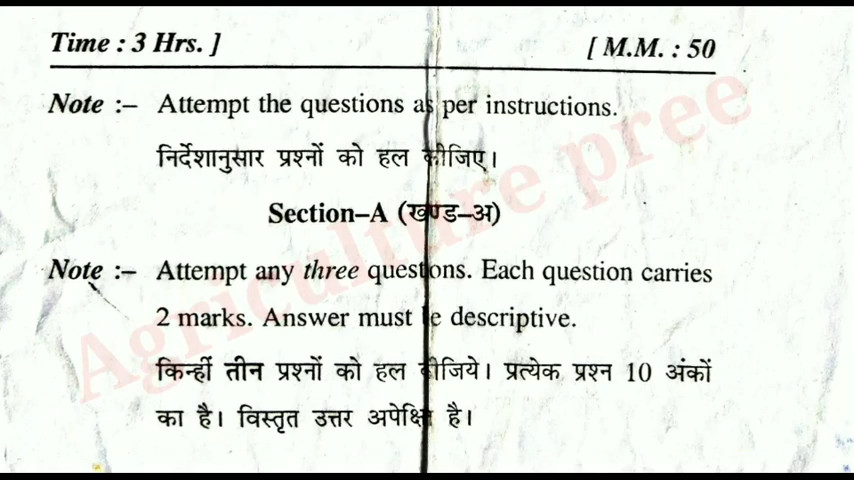 Time : 3 Hrs. ] [ M.M. : 50
Note :– Attempt the questions as per instructions.
निर्देशानुसार प्रश्नों को हल कीजिए।
Section–A (खण्ड–अ)
Note :– Attempt any three questions. Each question carries
2 marks. Answer must be descriptive.
किन्हीं तीन प्रश्नों को हल कीजिये। प्रत्येक प्रश्न 10 अंकों
का है। विस्तृत उत्तर अपेक्षित है।
Agriculture pree